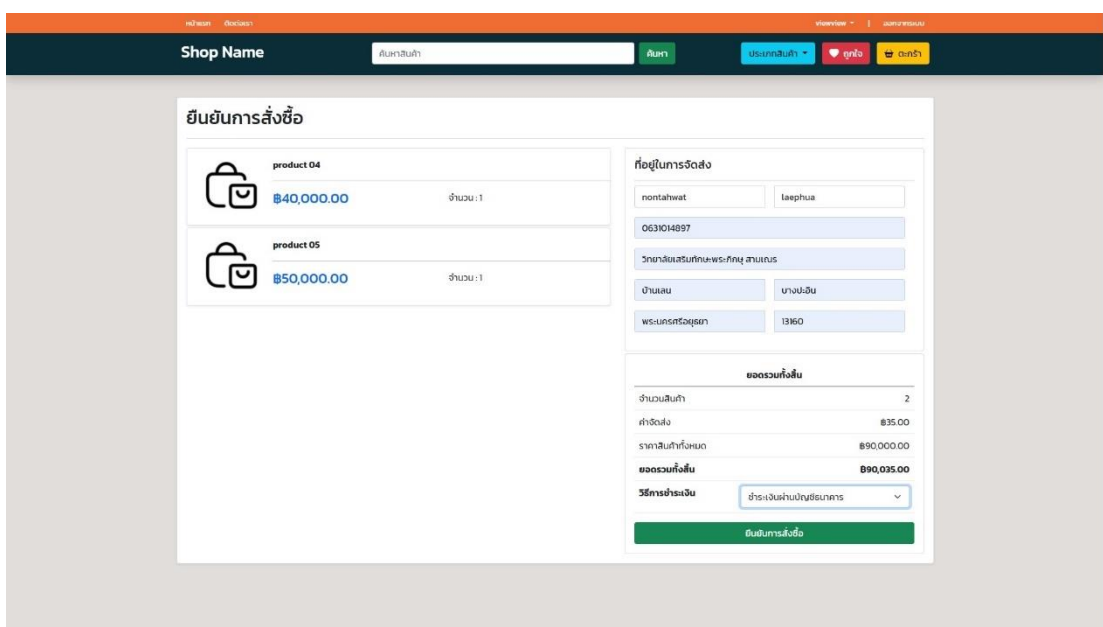 หน้าแรก ติดต่อเรา viewview | ออกจากระบบ
Shop Name ค้นหาสินค้า ค้นหา ประเภทสินค้า ถูกใจ ตะกร้า
ยืนยันการสั่งซื้อ
product 04
฿40,000.00 จำนวน : 1
product 05
฿50,000.00 จำนวน : 1
ที่อยู่ในการจัดส่ง
nontahwat laephua
0631014897
วิทยาลัยเสริมทักษะพระภิกษุ สามเณร
บ้านเลน บางปะอิน
พระนครศรีอยุธยา 13160
ยอดรวมทั้งสิ้น
จำนวนสินค้า 2
ค่าจัดส่ง ฿35.00
ราคาสินค้าทั้งหมด ฿90,000.00
ยอดรวมทั้งสิ้น ฿90,035.00
วิธีการชำระเงิน ชำระเงินผ่านบัญชีธนาคาร
ยืนยันการสั่งซื้อ